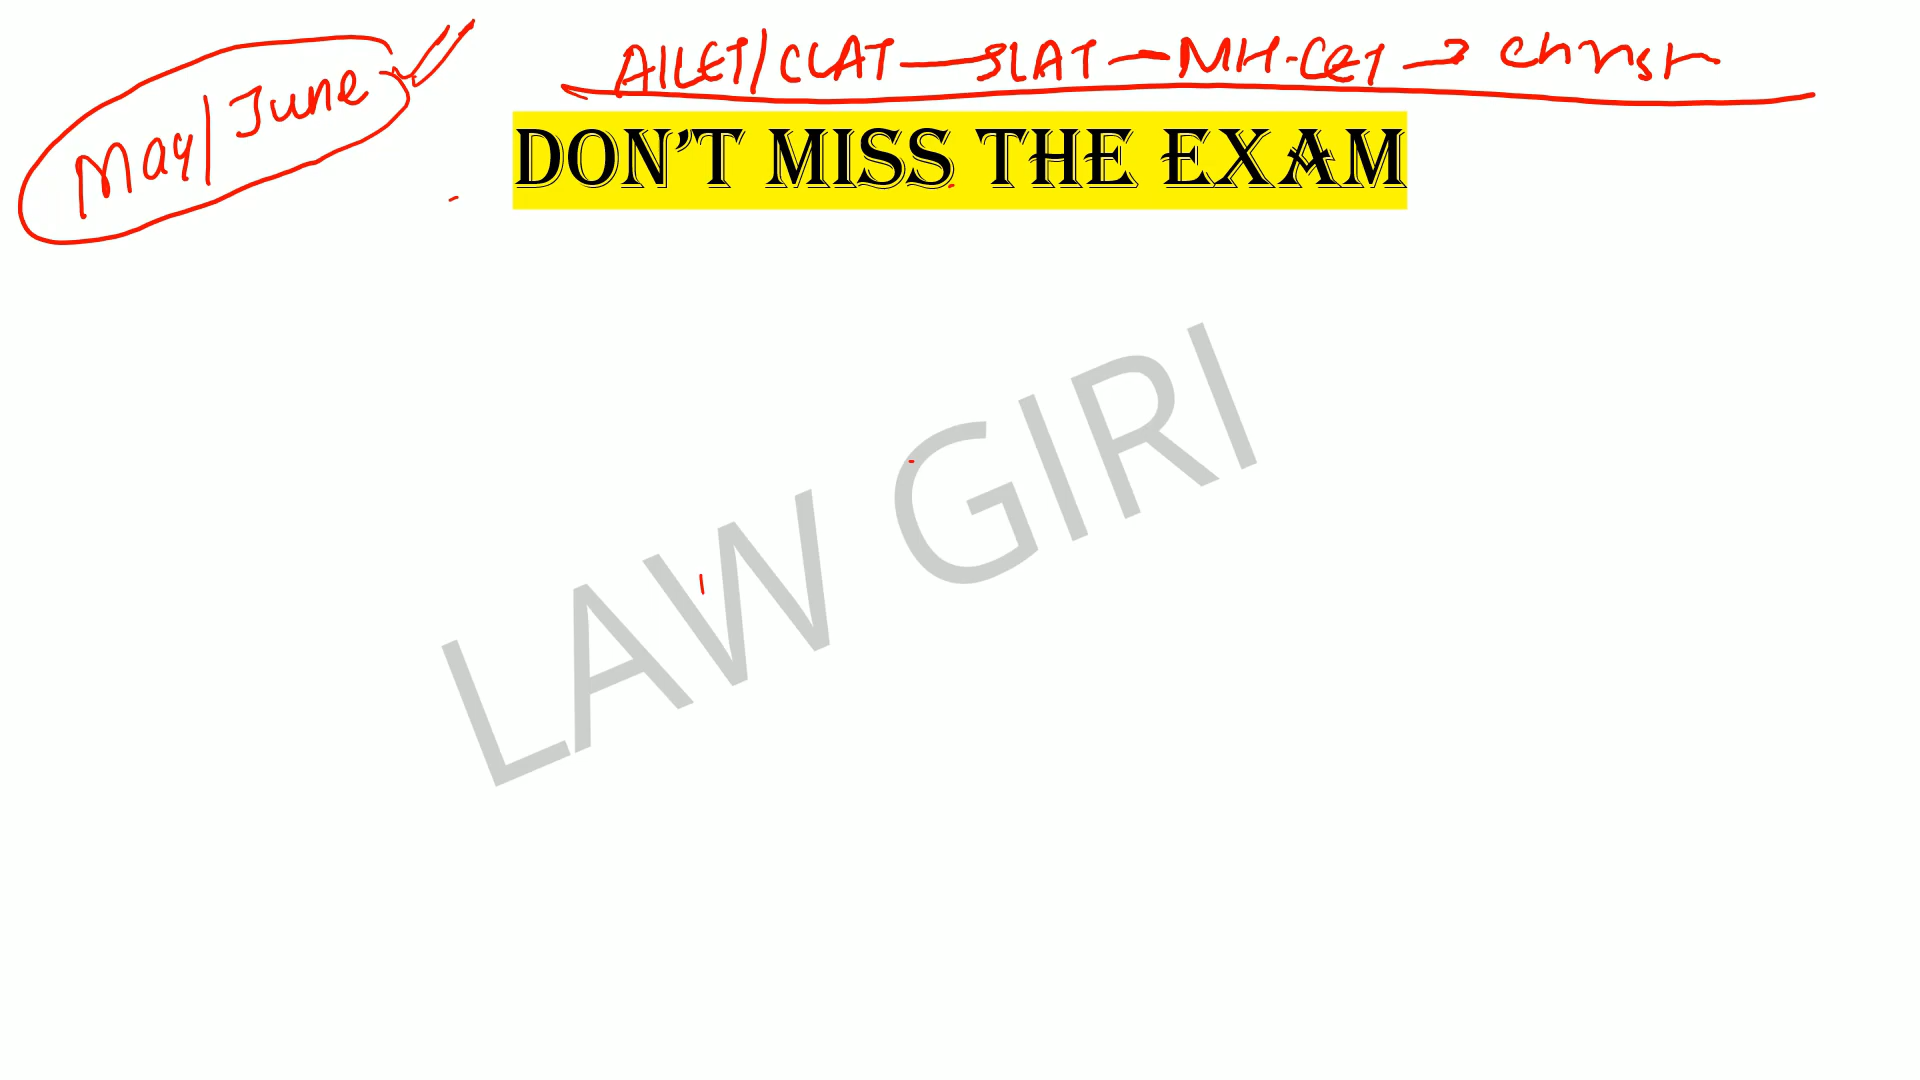 AILET/CLAT — SLAT — MH-CET → Christ
May/June
DON'T MISS THE EXAM
LAW GIRI